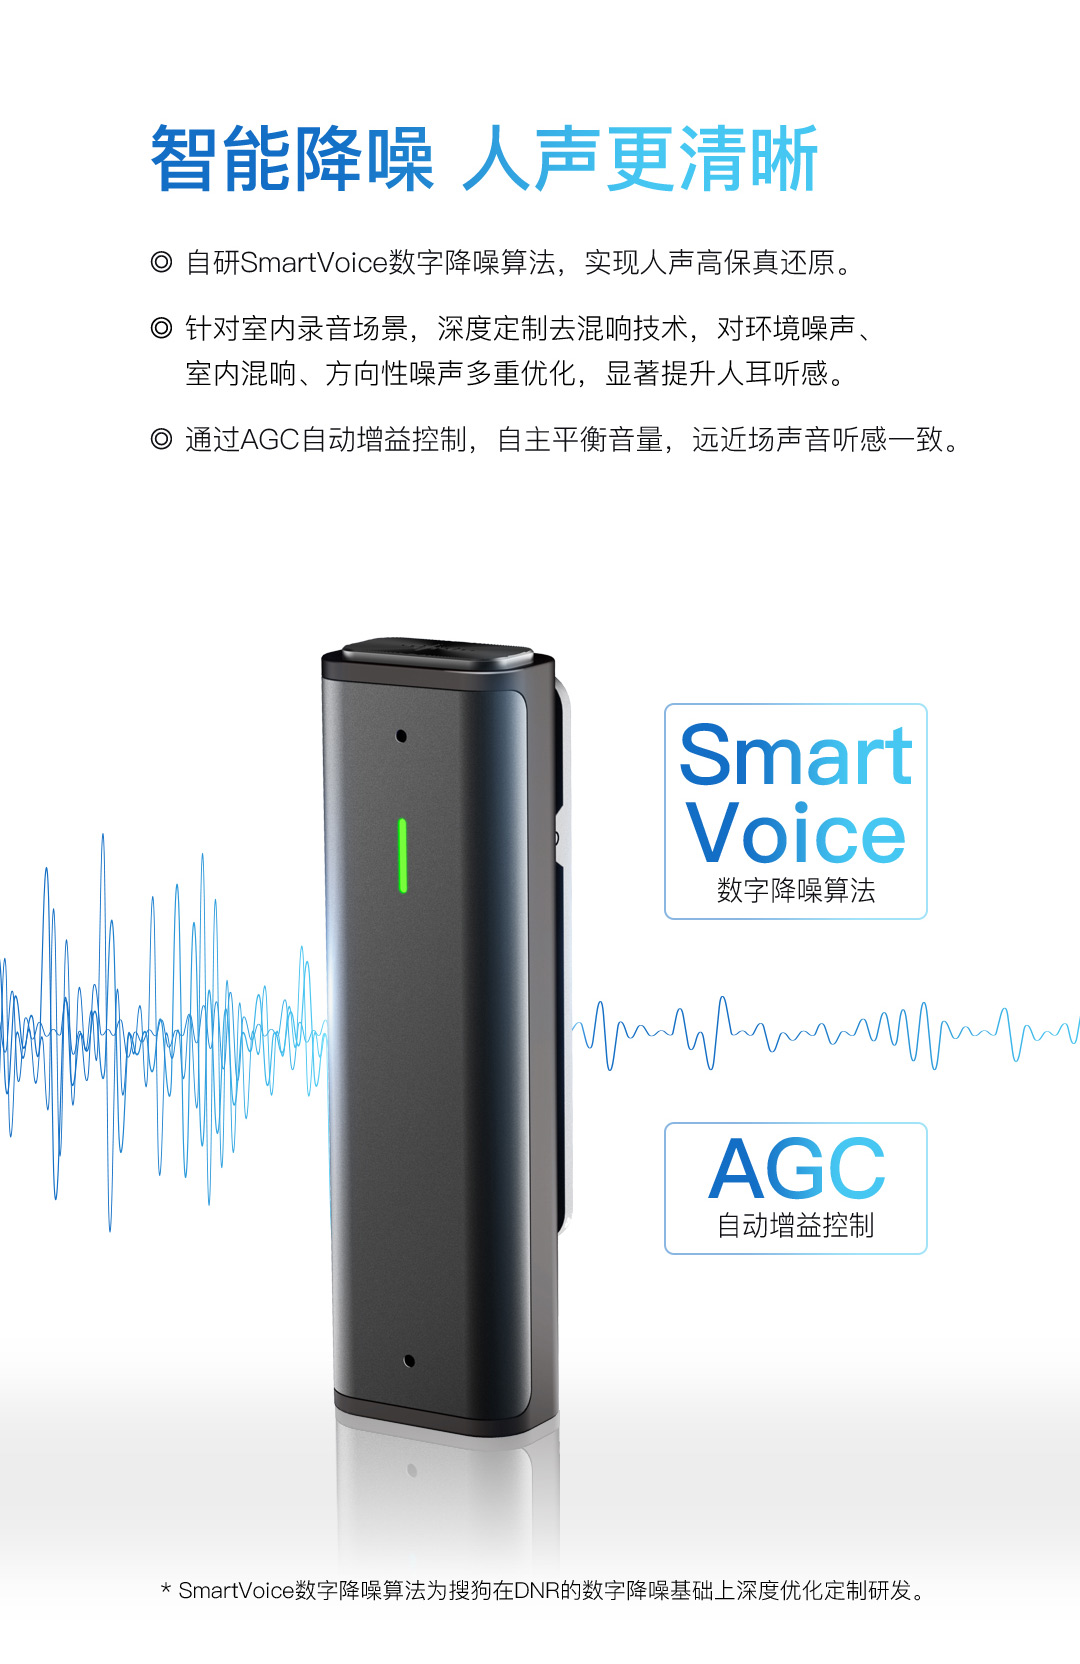 智能降噪 人声更清晰
◎ 自研SmartVoice数字降噪算法，实现人声高保真还原。
◎ 针对室内录音场景，深度定制去混响技术，对环境噪声、
室内混响、方向性噪声多重优化，显著提升人耳听感。
◎ 通过AGC自动增益控制，自主平衡音量，远近场声音听感一致。
Smart
Voice
数字降噪算法
AGC
自动增益控制
* SmartVoice数字降噪算法为搜狗在DNR的数字降噪基础上深度优化定制研发。